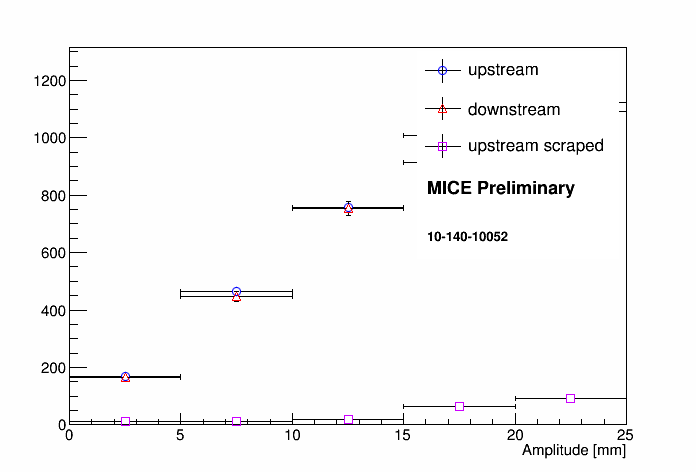 upstream
downstream
upstream scraped
MICE Preliminary
10-140-10052
1200
1000
800
600
400
200
0
0 5 10 15 20 25
Amplitude [mm]